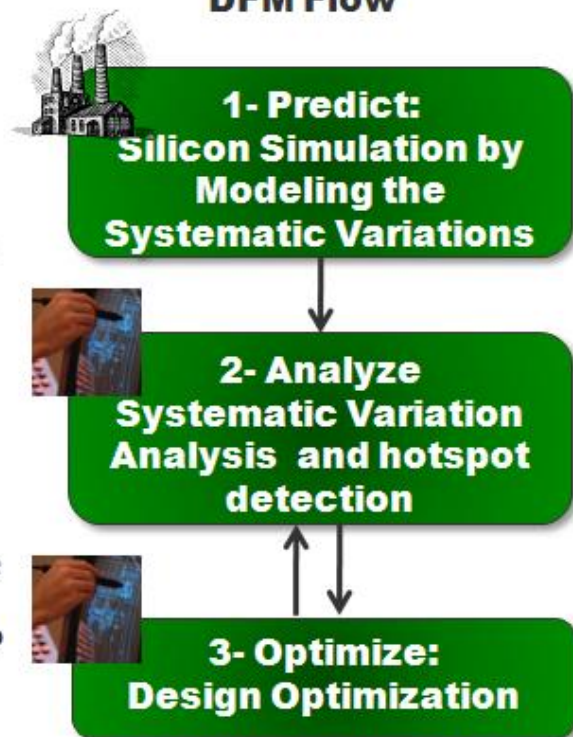 DFM Flow
1- Predict:
Silicon Simulation by
Modeling the
Systematic Variations
2- Analyze
Systematic Variation
Analysis and hotspot
detection
3- Optimize:
Design Optimization